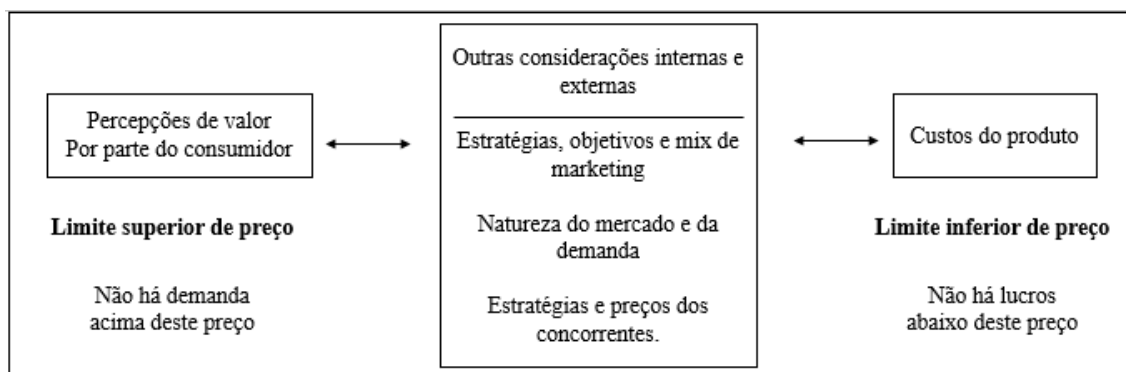 Percepções de valor
Por parte do consumidor
Limite superior de preço
Não há demanda
acima deste preço
Outras considerações internas e
externas
Estratégias, objetivos e mix de
marketing
Natureza do mercado e da
demanda
Estratégias e preços dos
concorrentes.
Custos do produto
Limite inferior de preço
Não há lucros
abaixo deste preço